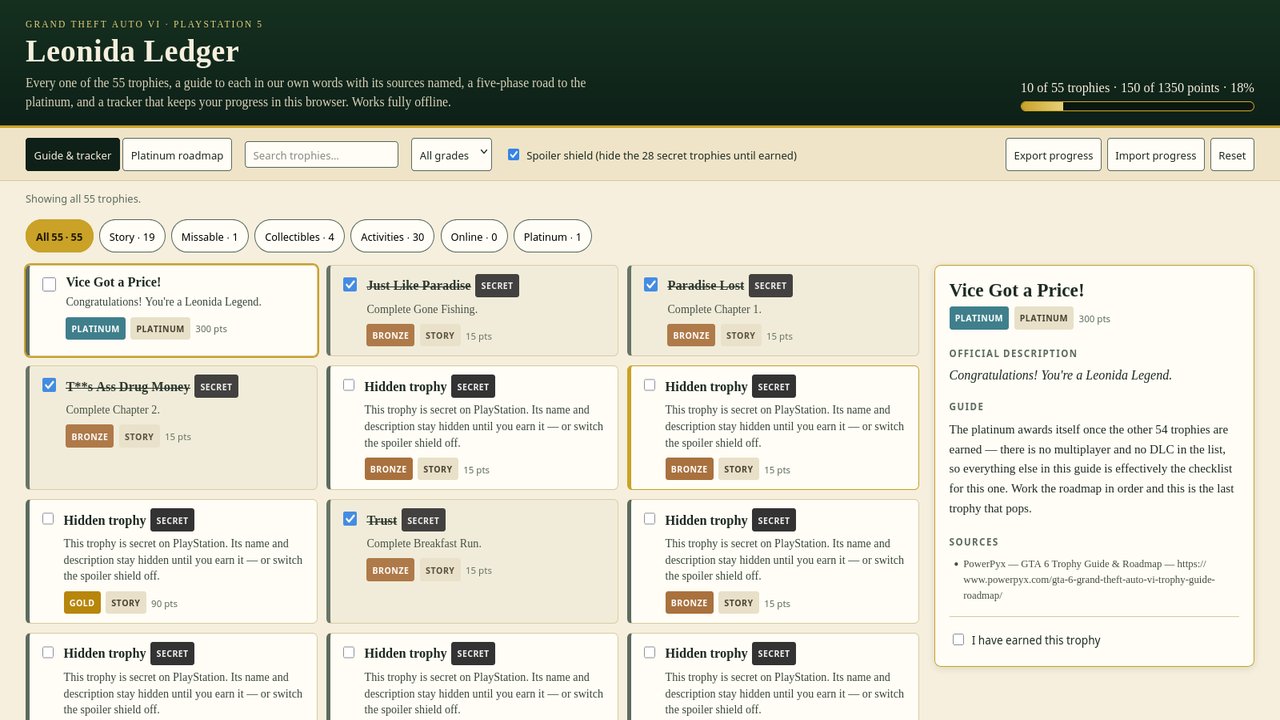 GRAND THEFT AUTO VI · PLAYSTATION 5
Leonida Ledger
Every one of the 55 trophies, a guide to each in our own words with its sources named, a five-phase road to the
platinum, and a tracker that keeps your progress in this browser. Works fully offline.
10 of 55 trophies · 150 of 1350 points · 18%
Guide & tracker
Platinum roadmap
Search trophies...
All grades
Spoiler shield (hide the 28 secret trophies until earned)
Export progress
Import progress
Reset
Showing all 55 trophies.
All 55 · 55
Story · 19
Missable · 1
Collectibles · 4
Activities · 30
Online · 0
Platinum · 1
Vice Got a Price!
Congratulations! You're a Leonida Legend.
PLATINUM PLATINUM 300 pts
Just Like Paradise SECRET
Complete Gone Fishing.
BRONZE STORY 15 pts
Paradise Lost SECRET
Complete Chapter 1.
BRONZE STORY 15 pts
T**s Ass Drug Money SECRET
Complete Chapter 2.
BRONZE STORY 15 pts
Hidden trophy SECRET
This trophy is secret on PlayStation. Its name and
description stay hidden until you earn it — or switch
the spoiler shield off.
BRONZE STORY 15 pts
Hidden trophy SECRET
This trophy is secret on PlayStation. Its name and
description stay hidden until you earn it — or switch
the spoiler shield off.
BRONZE STORY 15 pts
Hidden trophy SECRET
This trophy is secret on PlayStation. Its name and
description stay hidden until you earn it — or switch
the spoiler shield off.
GOLD STORY 90 pts
Trust SECRET
Complete Breakfast Run.
BRONZE STORY 15 pts
Hidden trophy SECRET
This trophy is secret on PlayStation. Its name and
description stay hidden until you earn it — or switch
the spoiler shield off.
BRONZE STORY 15 pts
Hidden trophy SECRET
This trophy is secret on PlayStation. Its name and
description stay hidden until you earn it — or switch
the spoiler shield off.
Hidden trophy SECRET
This trophy is secret on PlayStation. Its name and
description stay hidden until you earn it — or switch
the spoiler shield off.
Hidden trophy SECRET
This trophy is secret on PlayStation. Its name and
description stay hidden until you earn it — or switch
the spoiler shield off.
Vice Got a Price!
PLATINUM PLATINUM 300 pts
OFFICIAL DESCRIPTION
Congratulations! You're a Leonida Legend.
GUIDE
The platinum awards itself once the other 54 trophies are
earned — there is no multiplayer and no DLC in the list,
so everything else in this guide is effectively the checklist
for this one. Work the roadmap in order and this is the last
trophy that pops.
SOURCES
• PowerPyx — GTA 6 Trophy Guide & Roadmap — https://
www.powerpyx.com/gta-6-grand-theft-auto-vi-trophy-guide-
roadmap/
I have earned this trophy